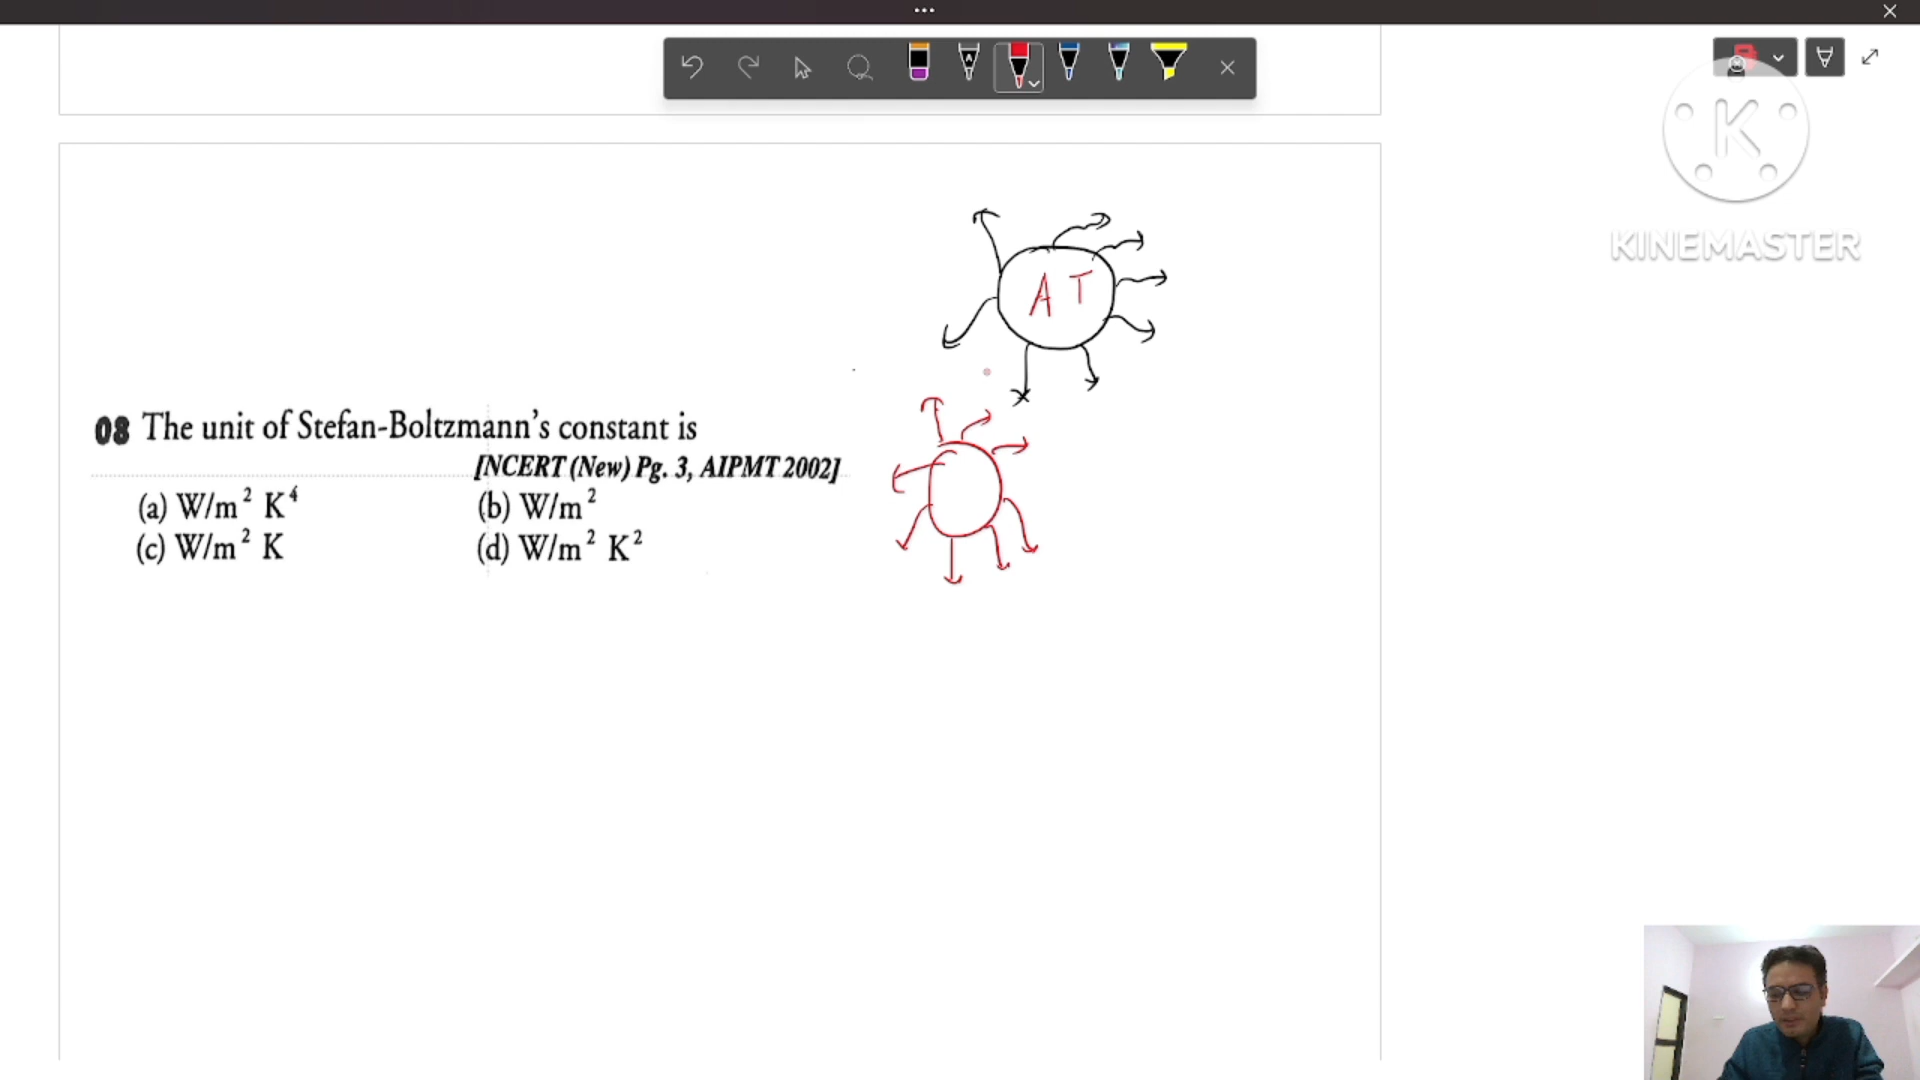 K
KINEMASTER
A T
08 The unit of Stefan-Boltzmann's constant is
[NCERT (New) Pg. 3, AIPMT 2002]
(a) W/m² K⁴ (b) W/m²
(c) W/m² K (d) W/m² K²